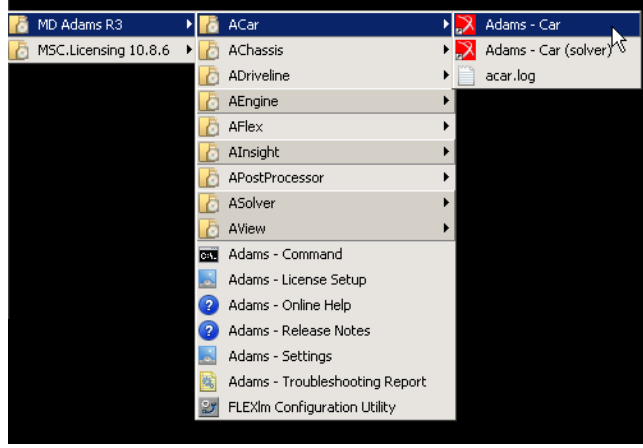 MD Adams R3
MSC.Licensing 10.8.6
ACar
AChassis
ADriveline
AEngine
AFlex
AInsight
APostProcessor
ASolver
AView
Adams - Command
Adams - License Setup
Adams - Online Help
Adams - Release Notes
Adams - Settings
Adams - Troubleshooting Report
FLEXlm Configuration Utility
Adams - Car
Adams - Car (solver)
acar.log